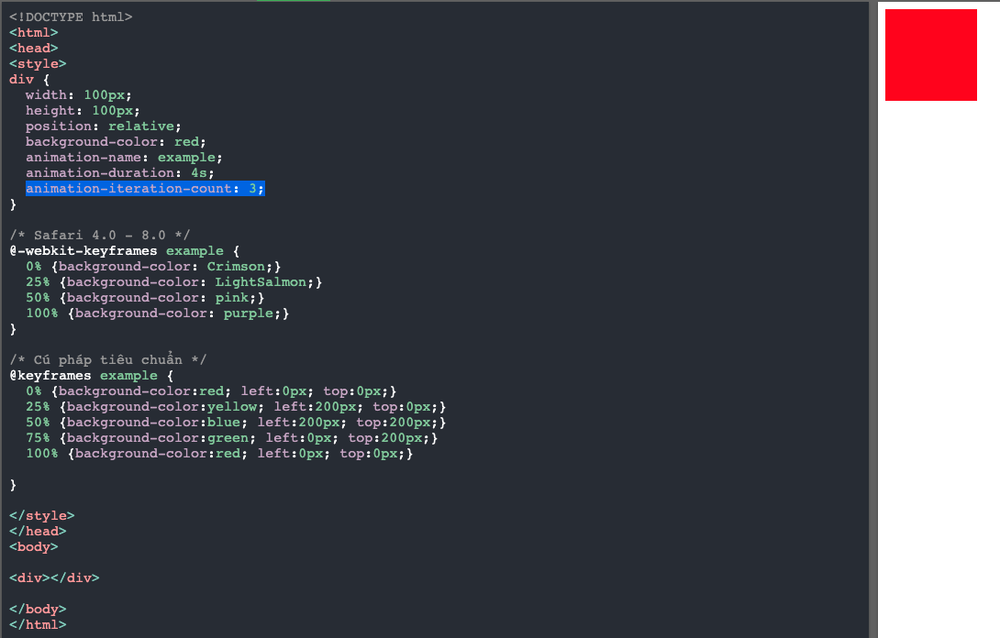 <!DOCTYPE html>
<html>
<head>
<style>
div {
  width: 100px;
  height: 100px;
  position: relative;
  background-color: red;
  animation-name: example;
  animation-duration: 4s;
  animation-iteration-count: 3;
}

/* Safari 4.0 - 8.0 */
@-webkit-keyframes example {
  0% {background-color: Crimson;}
  25% {background-color: LightSalmon;}
  50% {background-color: pink;}
  100% {background-color: purple;}
}

/* Cú pháp tiêu chuẩn */
@keyframes example {
  0% {background-color:red; left:0px; top:0px;}
  25% {background-color:yellow; left:200px; top:0px;}
  50% {background-color:blue; left:200px; top:200px;}
  75% {background-color:green; left:0px; top:200px;}
  100% {background-color:red; left:0px; top:0px;}

}

</style>
</head>
<body>

<div></div>

</body>
</html>